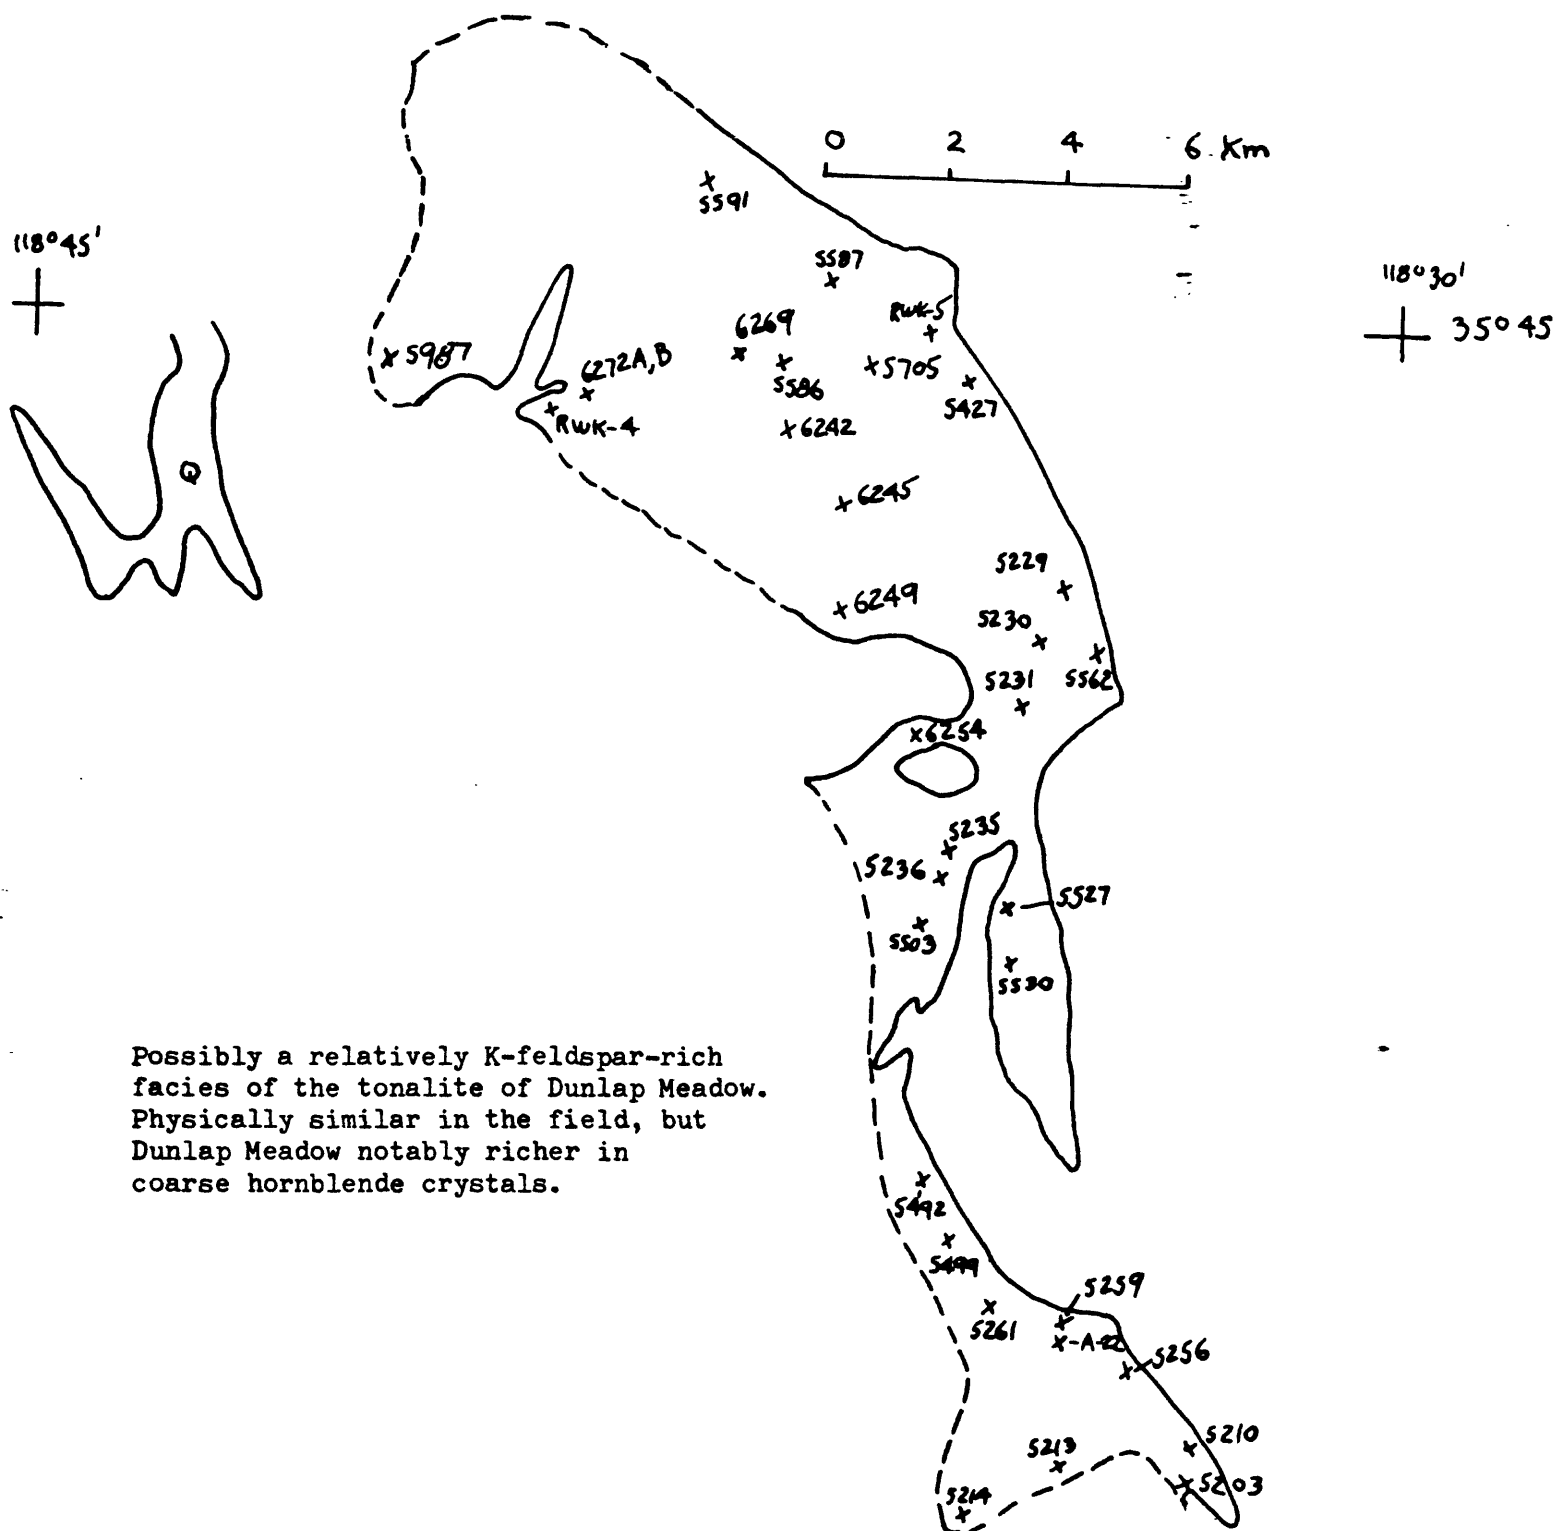 0 2 4 6 Km
5591
118°45'
5587
118°30'
RWK-5
35°45
6269
5987
6272A,B
5586
5705
5427
RWK-4
6242
Q
6245
5229
6249
5230
5231
5562
6254
5235
5236
5527
5503
5530
Possibly a relatively K-feldspar-rich
facies of the tonalite of Dunlap Meadow.
Physically similar in the field, but
Dunlap Meadow notably richer in
coarse hornblende crystals.
5492
5499
5259
5261
A-22
5256
5210
5213
5203
5214